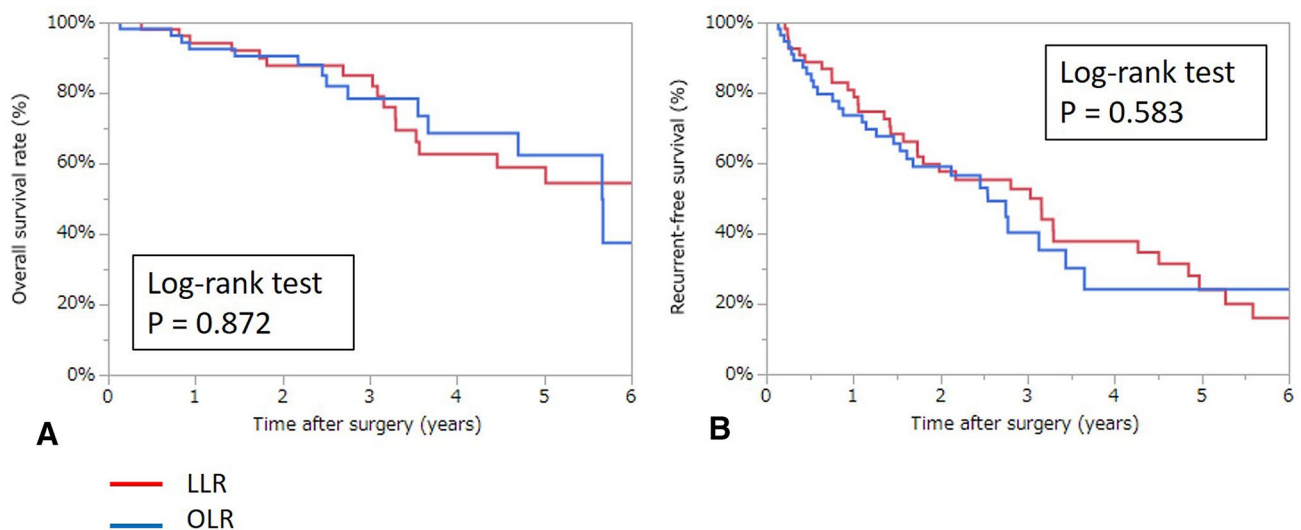 100%
80%
60%
40%
20%
0%
Overall survival rate (%)
Log-rank test
P = 0.872
0 1 2 3 4 5 6
Time after surgery (years)
A
100%
80%
60%
40%
20%
0%
Recurrent-free survival (%)
Log-rank test
P = 0.583
0 1 2 3 4 5 6
Time after surgery (years)
B
LLR
OLR